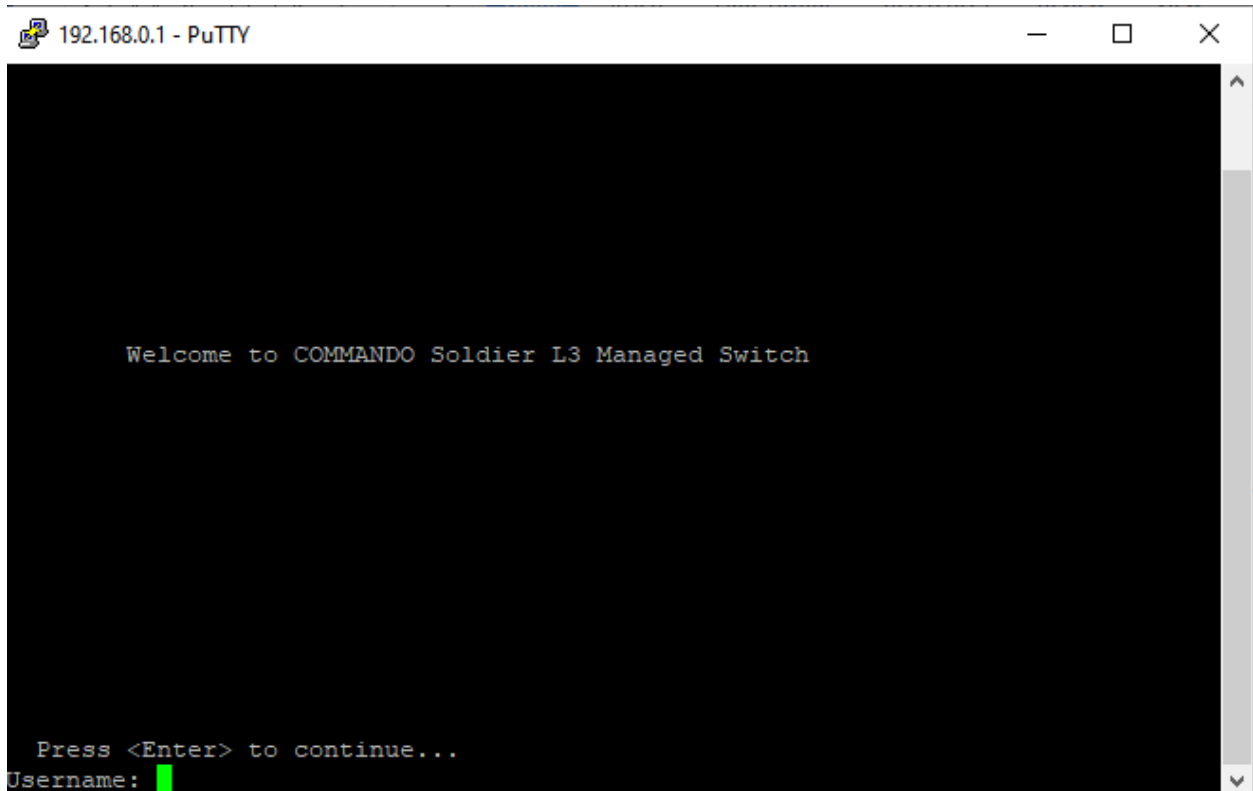 192.168.0.1 - PuTTY
Welcome to COMMANDO Soldier L3 Managed Switch
Press <Enter> to continue...
Username: